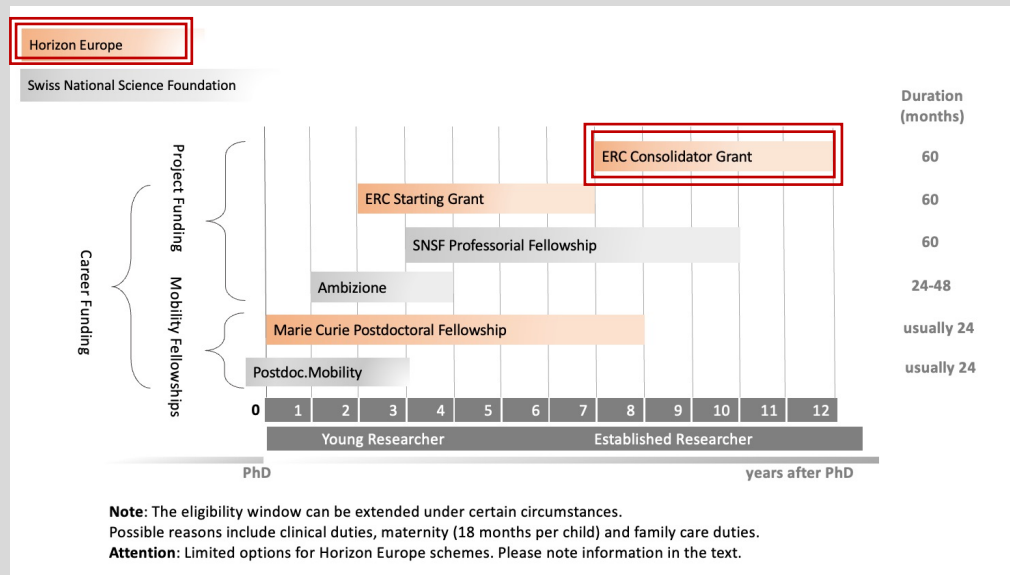 Horizon Europe
Swiss National Science Foundation
Duration
(months)
Project Funding
Career Funding
Mobility Fellowships
ERC Consolidator Grant
60
ERC Starting Grant
60
SNSF Professorial Fellowship
60
Ambizione
24-48
Marie Curie Postdoctoral Fellowship
usually 24
Postdoc.Mobility
usually 24
0 1 2 3 4 5 6 7 8 9 10 11 12
Young Researcher Established Researcher
PhD years after PhD
Note: The eligibility window can be extended under certain circumstances.
Possible reasons include clinical duties, maternity (18 months per child) and family care duties.
Attention: Limited options for Horizon Europe schemes. Please note information in the text.